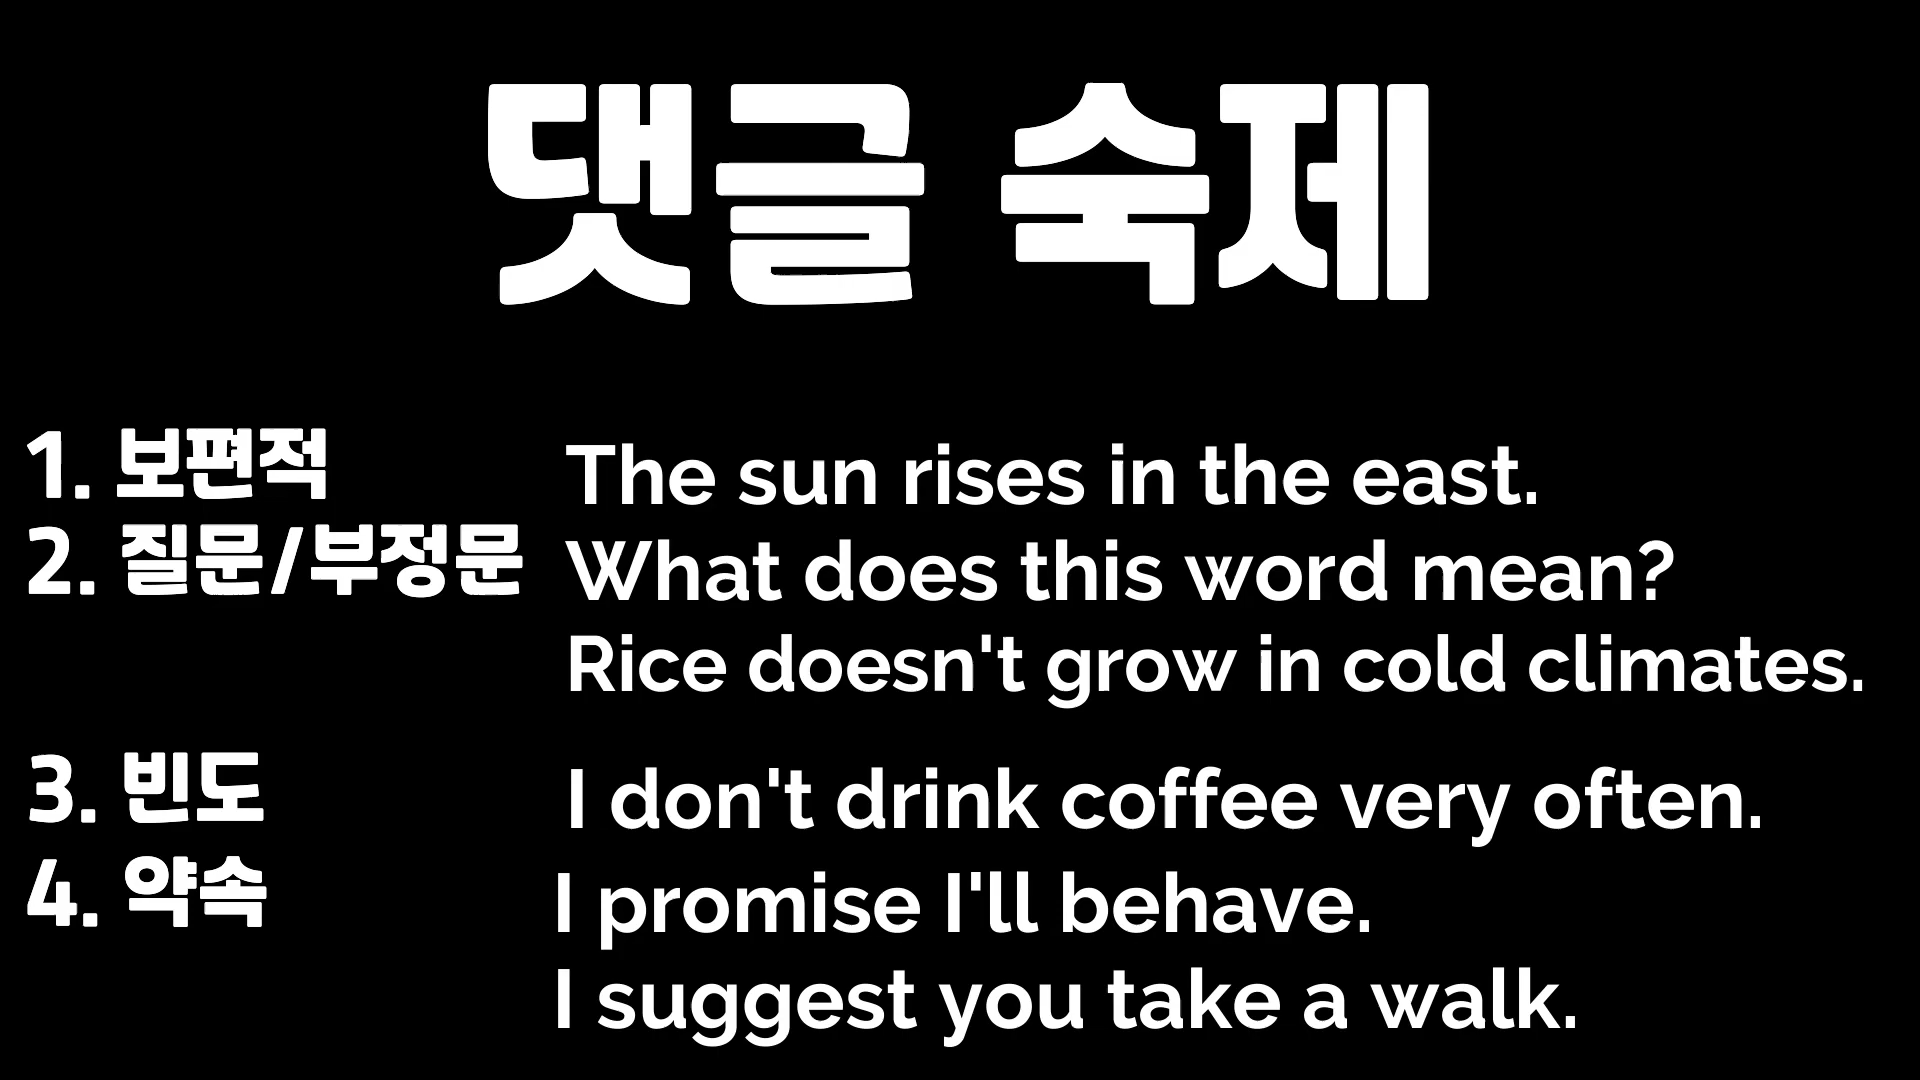 댓글 숙제
1. 보편적 The sun rises in the east.
2. 질문/부정문 What does this word mean?
Rice doesn't grow in cold climates.
3. 빈도 I don't drink coffee very often.
4. 약속 I promise I'll behave.
I suggest you take a walk.